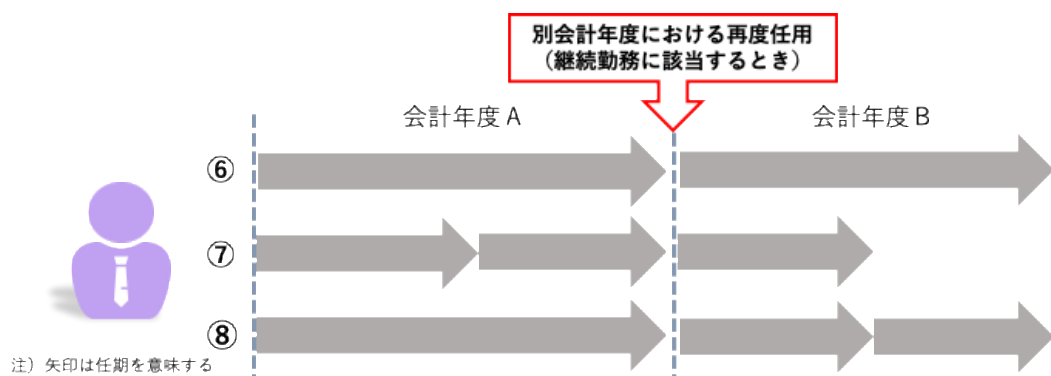 別会計年度における再度任用
（継続勤務に該当するとき）
会計年度A
会計年度B
⑥
⑦
⑧
注）矢印は任期を意味する